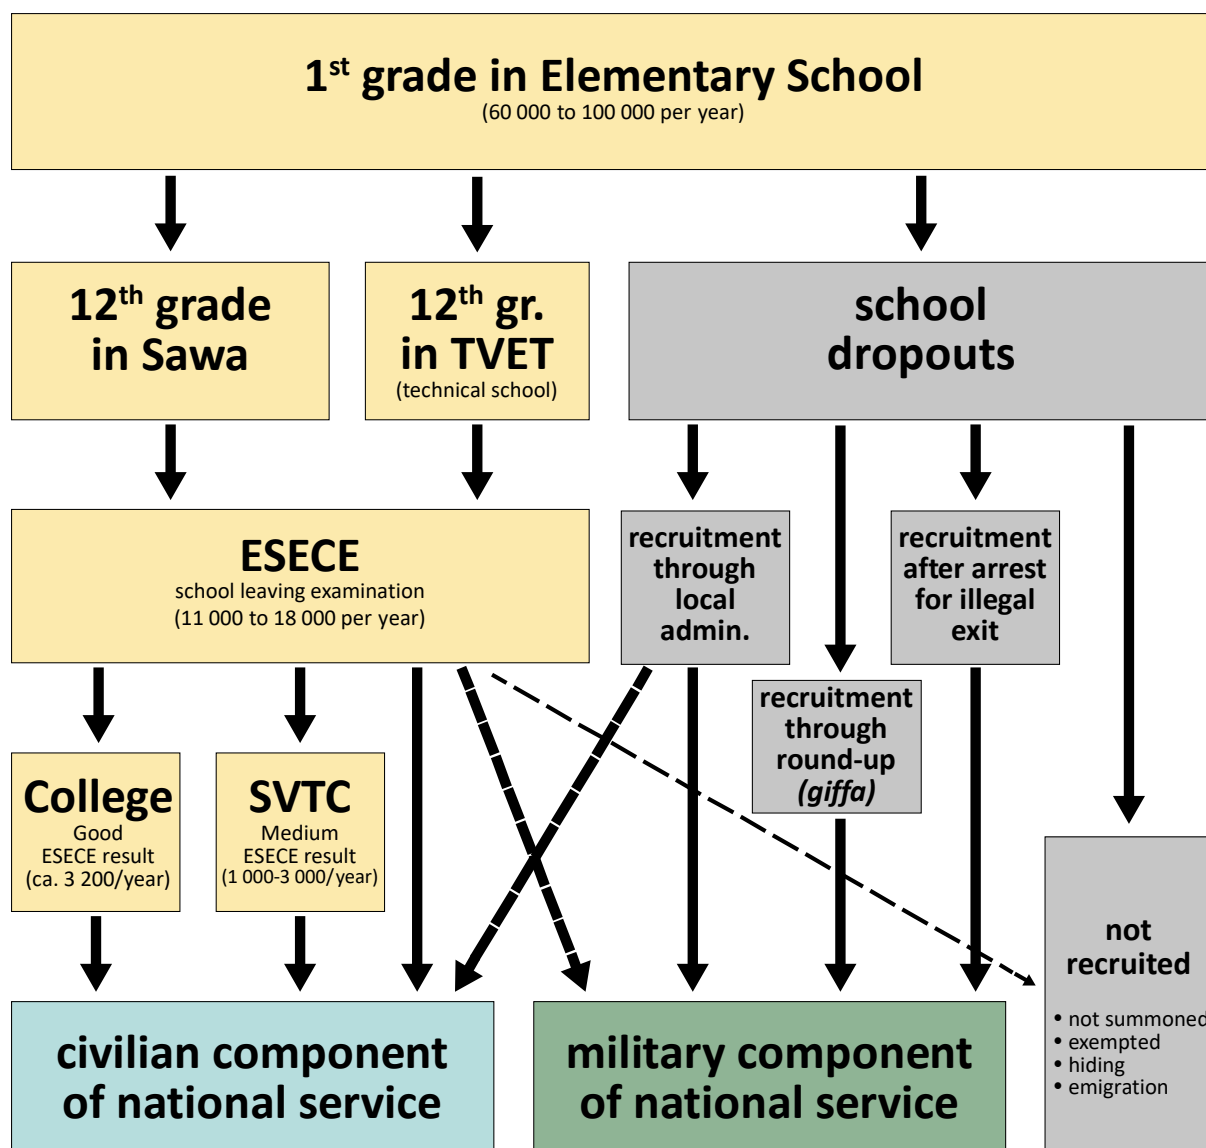 1st grade in Elementary School
(60 000 to 100 000 per year)
12th grade
in Sawa
12th gr.
in TVET
(technical school)
school
dropouts
ESECE
school leaving examination
(11 000 to 18 000 per year)
recruitment
through
local
admin.
recruitment
after arrest
for illegal
exit
recruitment
through
round-up
(giffa)
College
Good
ESECE result
(ca. 3 200/year)
SVTC
Medium
ESECE result
(1 000-3 000/year)
not
recruited
• not summoned
• exempted
• hiding
• emigration
civilian component
of national service
military component
of national service